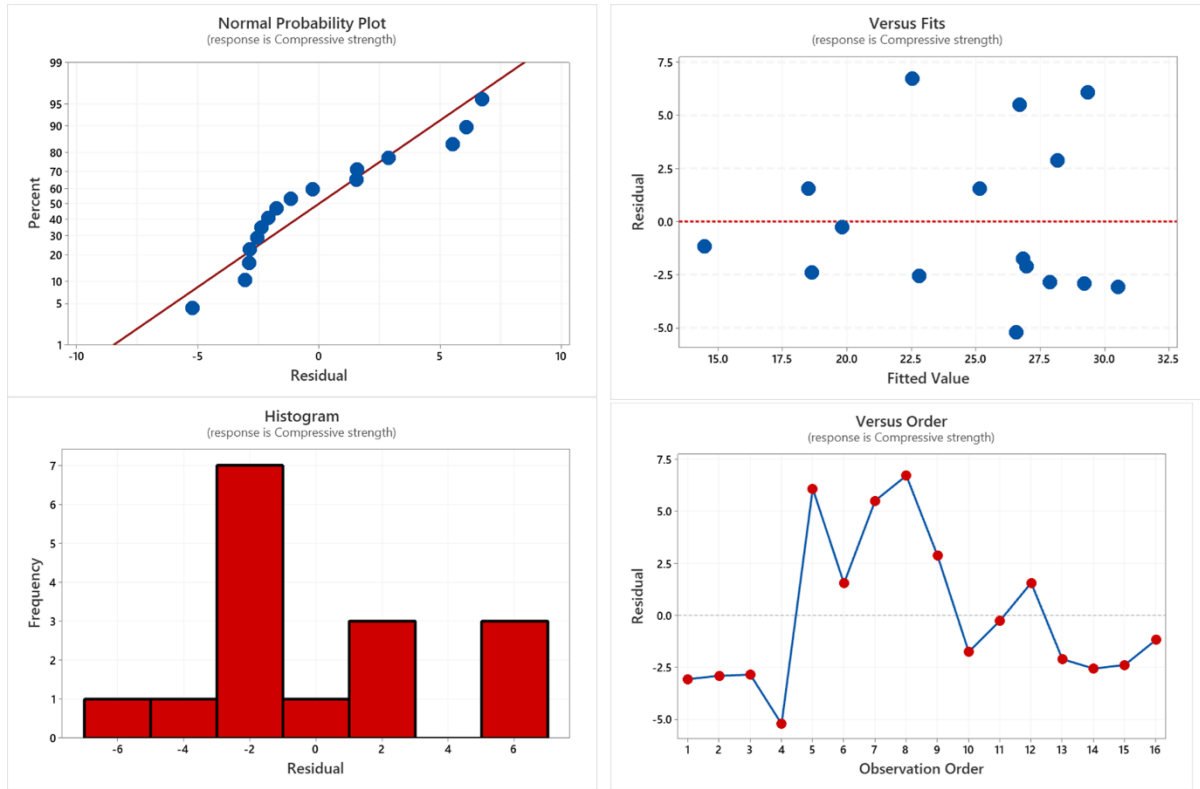 Normal Probability Plot
(response is Compressive strength)
99
95
90
80
70
60
50
40
30
20
10
5
1
Percent
-10 -5 0 5 10
Residual
Versus Fits
(response is Compressive strength)
7.5
5.0
2.5
0.0
-2.5
-5.0
Residual
15.0 17.5 20.0 22.5 25.0 27.5 30.0 32.5
Fitted Value
Histogram
(response is Compressive strength)
7
6
5
4
3
2
1
0
Frequency
-6 -4 -2 0 2 4 6
Residual
Versus Order
(response is Compressive strength)
7.5
5.0
2.5
0.0
-2.5
-5.0
Residual
1 2 3 4 5 6 7 8 9 10 11 12 13 14 15 16
Observation Order